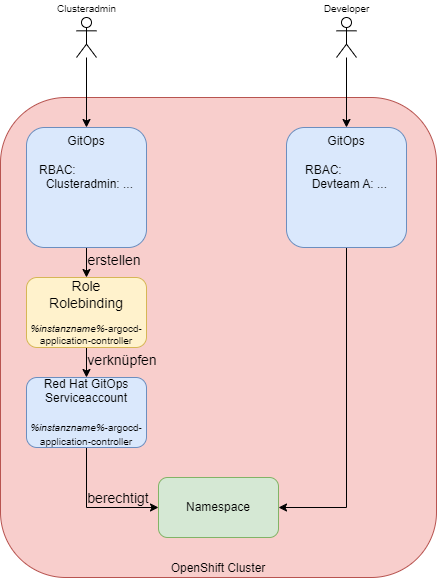 Clusteradmin
Developer
GitOps
RBAC:
Clusteradmin: ...
GitOps
RBAC:
Devteam A: ...
erstellen
Role
Rolebinding
%instanzname%-argocd-
application-controller
verknüpfen
Red Hat GitOps
Serviceaccount
%instanzname%-argocd-
application-controller
berechtigt
Namespace
OpenShift Cluster